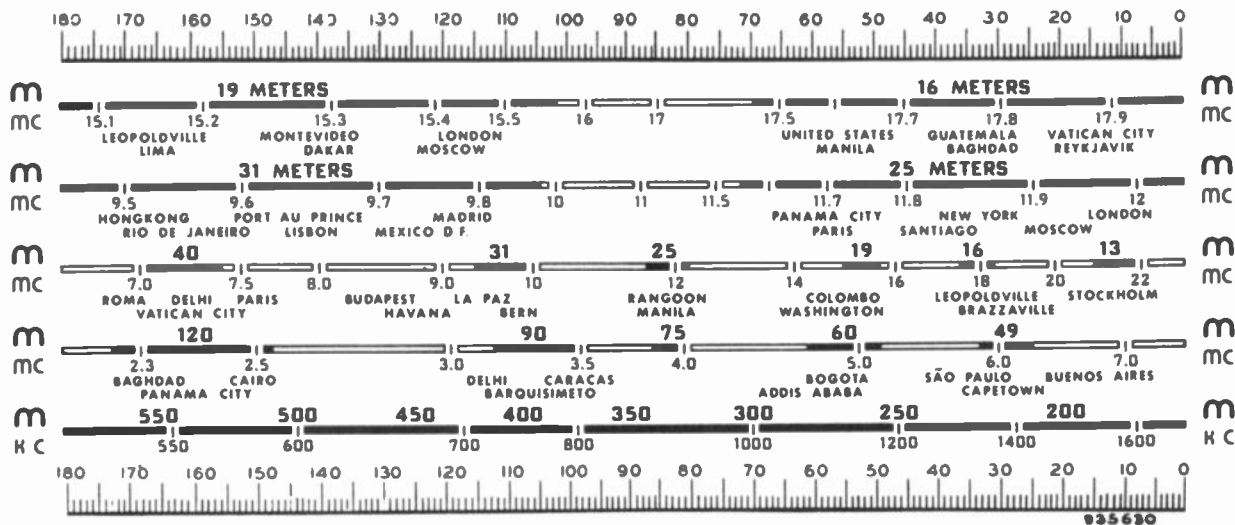 180 170 160 150 140 130 120 110 100 90 80 70 60 50 40 30 20 10 0
m 19 METERS 16 METERS m
MC 15.1 15.2 15.3 15.4 15.5 16 17 17.5 17.7 17.8 17.9 MC
LEOPOLDVILLE MONTEVIDEO LONDON UNITED STATES GUATEMALA VATICAN CITY
LIMA DAKAR MOSCOW MANILA BAGHDAD REYKJAVIK
m 31 METERS 25 METERS m
MC 9.5 9.6 9.7 9.8 10 11 11.5 11.7 11.8 11.9 12 MC
HONGKONG PORT AU PRINCE MADRID PANAMA CITY NEW YORK LONDON
RIO DE JANEIRO LISBON MEXICO D.F. PARIS SANTIAGO MOSCOW
m 40 31 25 19 16 13 m
MC 7.0 7.5 8.0 9.0 10 12 14 16 18 20 22 MC
ROMA DELHI PARIS BUDAPEST LA PAZ RANGOON COLOMBO LEOPOLDVILLE STOCKHOLM
VATICAN CITY HAVANA BERN MANILA WASHINGTON BRAZZAVILLE
m 120 90 75 60 49 m
MC 2.3 2.5 3.0 3.5 4.0 5.0 6.0 7.0 MC
BAGHDAD CAIRO DELHI CARACAS BOGOTA SÃO PAULO BUENOS AIRES
PANAMA CITY BARQUISIMETO ADDIS ABABA CAPETOWN
m 550 500 450 400 350 300 250 200 m
KC 550 600 700 800 1000 1200 1400 1600 KC
180 170 160 150 140 130 120 110 100 90 80 70 60 50 40 30 20 10 0
935630